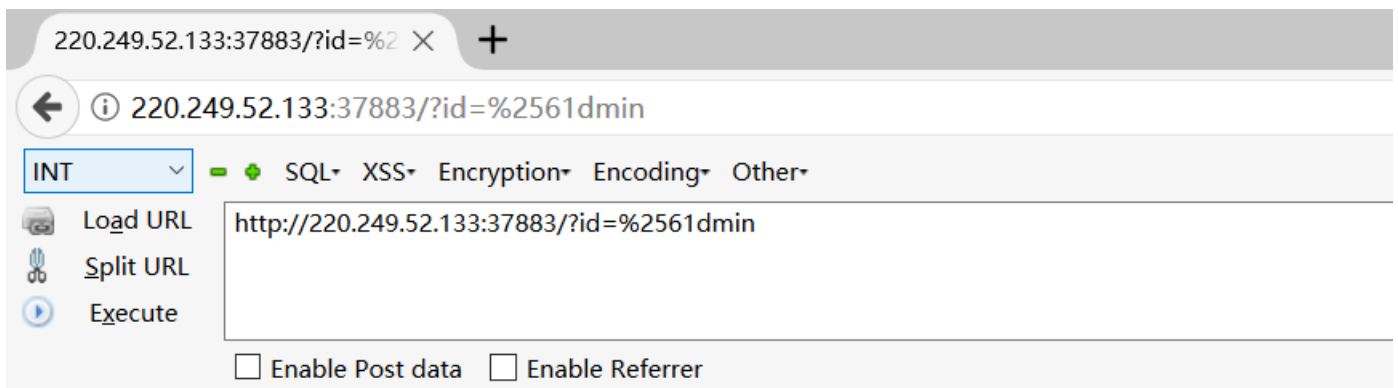 220.249.52.133:37883/?id=%2
220.249.52.133:37883/?id=%2561dmin
INT SQL XSS Encryption Encoding Other
Load URL http://220.249.52.133:37883/?id=%2561dmin
Split URL
Execute
Enable Post data Enable Referrer